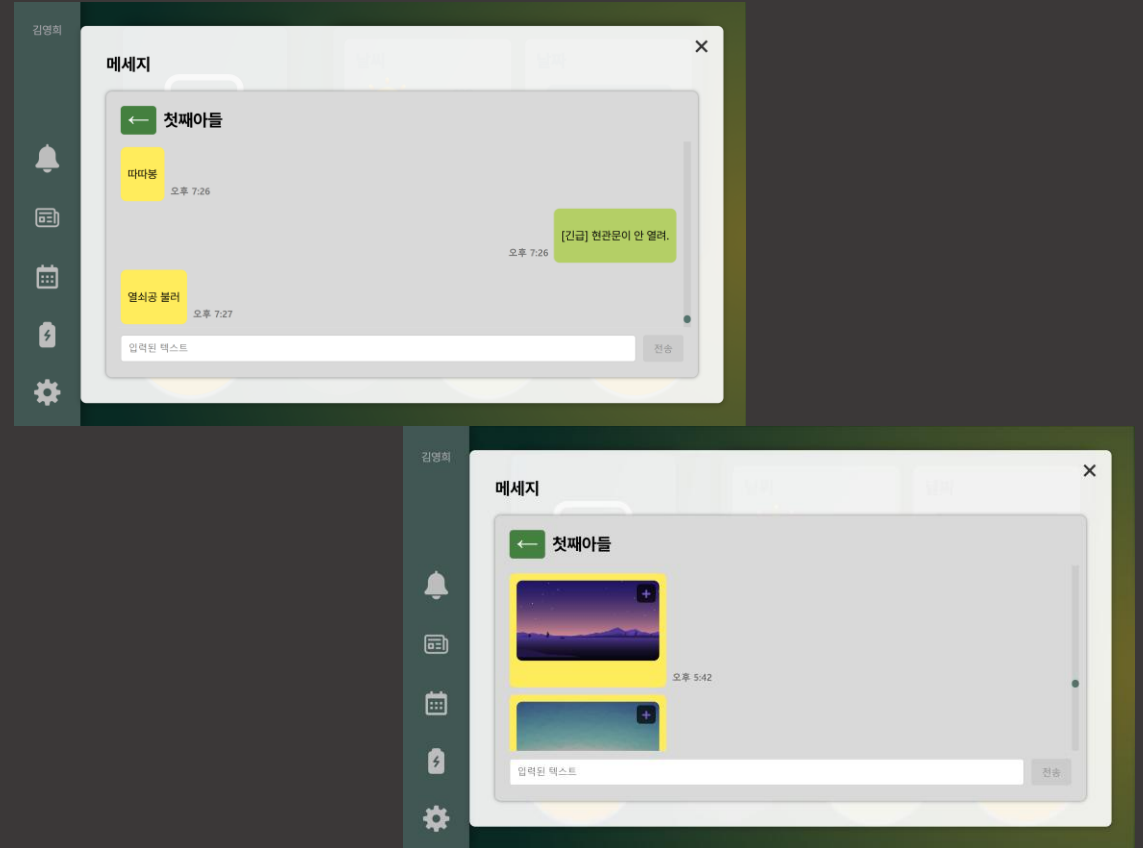 김영희
메세지
첫째아들
따따봉
오후 7:26
[긴급] 현관문이 안 열려.
오후 7:26
열쇠공 불러
오후 7:27
입력된 텍스트
전송
김영희
메세지
첫째아들
오후 5:42
입력된 텍스트
전송